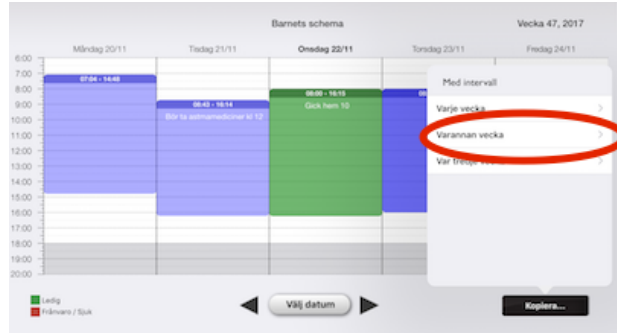 Barnets schema
Vecka 47, 2017
Måndag 20/11
Tisdag 21/11
Onsdag 22/11
Torsdag 23/11
Fredag 24/11
6:00
7:00
8:00
9:00
10:00
11:00
12:00
13:00
14:00
15:00
16:00
17:00
18:00
19:00
20:00
07:04 - 14:48
08:43 - 16:14
Bör ta astmamediciner kl 12
08:00 - 16:15
Gick hem 10
Med intervall
Varje vecka
Varannan vecka
Var tredje
Ledig
Frånvaro / Sjuk
Välj datum
Kopiera...